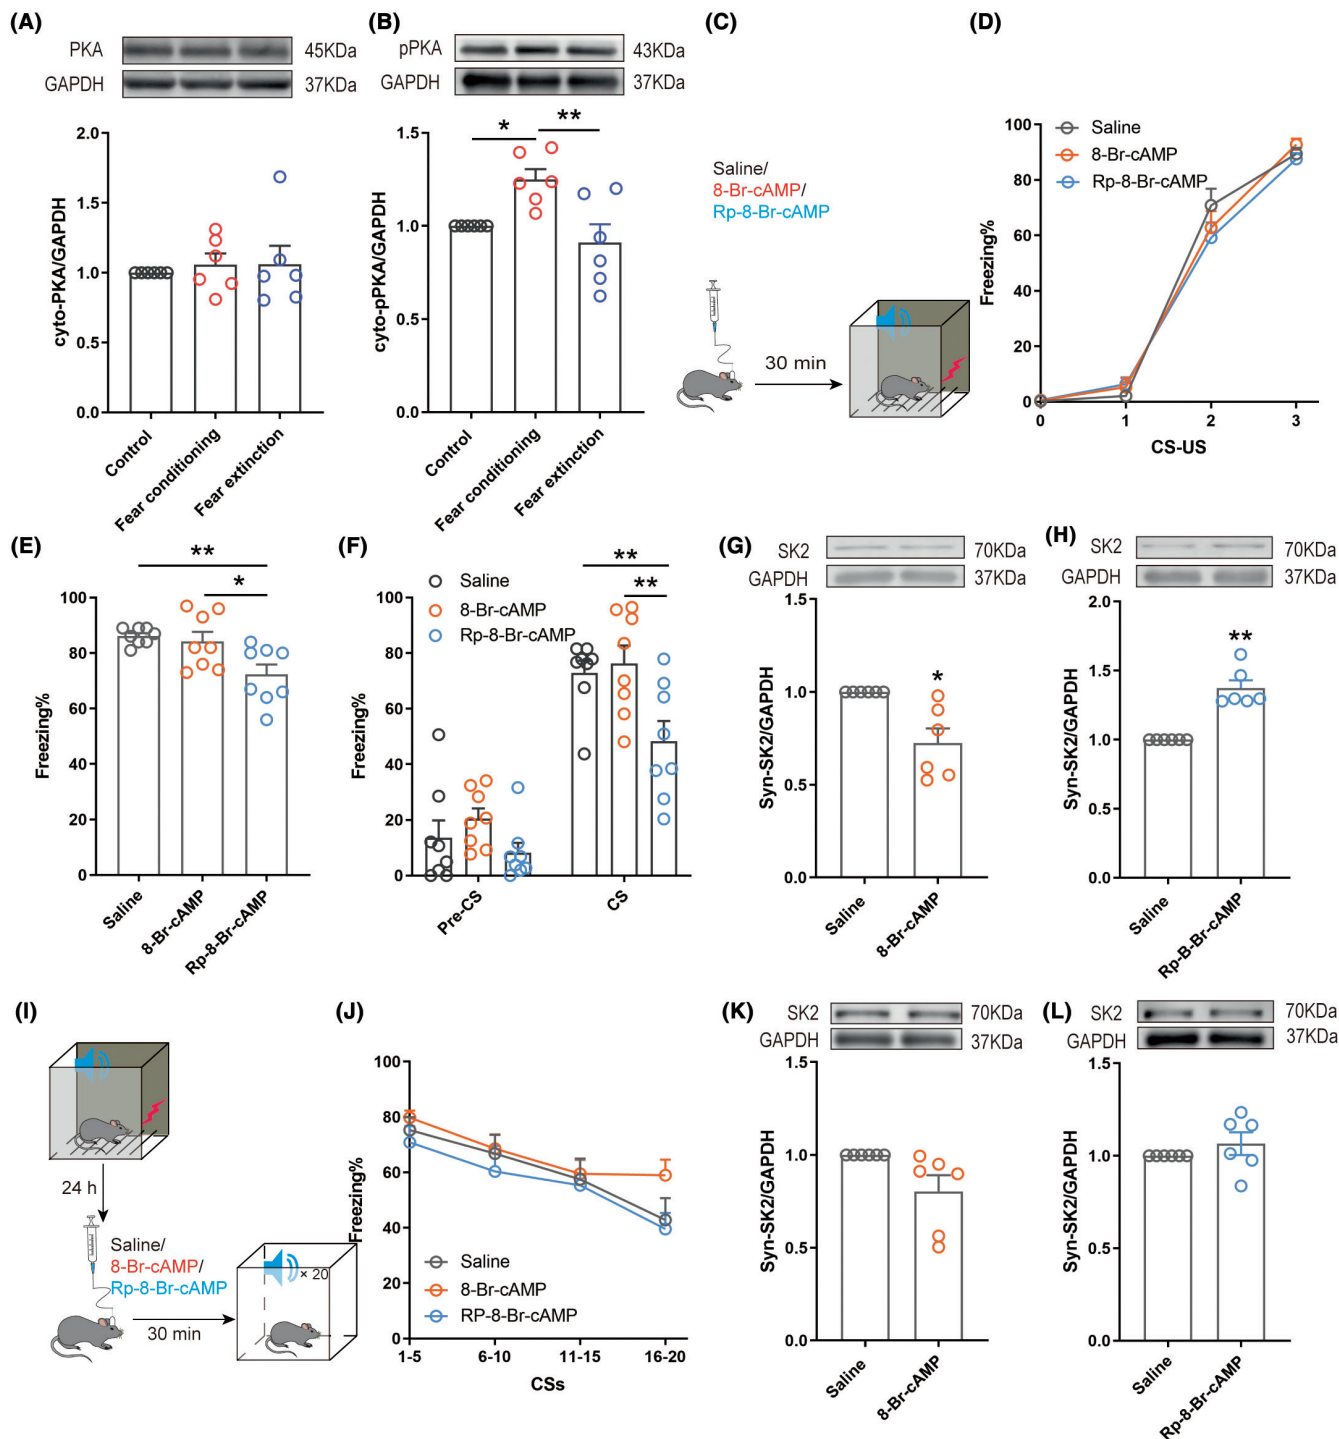 (A)
PKA
45KDa
GAPDH
37KDa
2.0
1.5
1.0
0.5
0.0
cyto-PKA/GAPDH
Control
Fear conditioning
Fear extinction
(B)
pPKA
43KDa
GAPDH
37KDa
*
**
1.5
1.0
0.5
0.0
cyto-pPKA/GAPDH
Control
Fear conditioning
Fear extinction
(C)
Saline/
8-Br-cAMP/
Rp-8-Br-cAMP
30 min
(D)
Saline
8-Br-cAMP
Rp-8-Br-cAMP
100
80
60
40
20
0
Freezing%
0
1
2
3
CS-US
(E)
**
*
100
80
60
40
20
0
Freezing%
Saline
8-Br-cAMP
Rp-8-Br-cAMP
(F)
Saline
8-Br-cAMP
Rp-8-Br-cAMP
**
**
100
80
60
40
20
0
Freezing%
Pre-CS
CS
(G)
SK2
70KDa
GAPDH
37KDa
*
1.5
1.0
0.5
0.0
Syn-SK2/GAPDH
Saline
8-Br-cAMP
(H)
SK2
70KDa
GAPDH
37KDa
**
2.0
1.5
1.0
0.5
0.0
Syn-SK2/GAPDH
Saline
Rp-B-Br-cAMP
(I)
24 h
Saline/
8-Br-cAMP/
Rp-8-Br-cAMP
30 min
× 20
(J)
100
80
60
40
20
0
Freezing%
Saline
8-Br-cAMP
RP-8-Br-cAMP
1-5
6-10
11-15
16-20
CSs
(K)
SK2
70KDa
GAPDH
37KDa
1.5
1.0
0.5
0.0
Syn-SK2/GAPDH
Saline
8-Br-cAMP
(L)
SK2
70KDa
GAPDH
37KDa
1.5
1.0
0.5
0.0
Syn-SK2/GAPDH
Saline
Rp-8-Br-cAMP